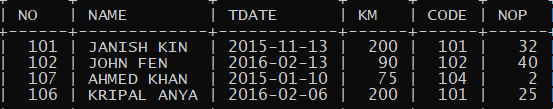 NO | NAME | TDATE | KM | CODE | NOP
101 | JANISH KIN | 2015-11-13 | 200 | 101 | 32
102 | JOHN FEN | 2016-02-13 | 90 | 102 | 40
107 | AHMED KHAN | 2015-01-10 | 75 | 104 | 2
106 | KRIPAL ANYA | 2016-02-06 | 200 | 101 | 25